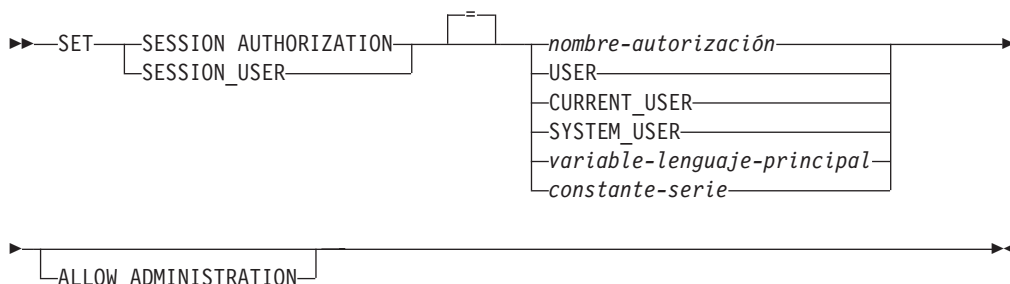 =
SET SESSION AUTHORIZATION nombre-autorización
SESSION_USER USER
CURRENT_USER
SYSTEM_USER
variable-lenguaje-principal
constante-serie
ALLOW ADMINISTRATION